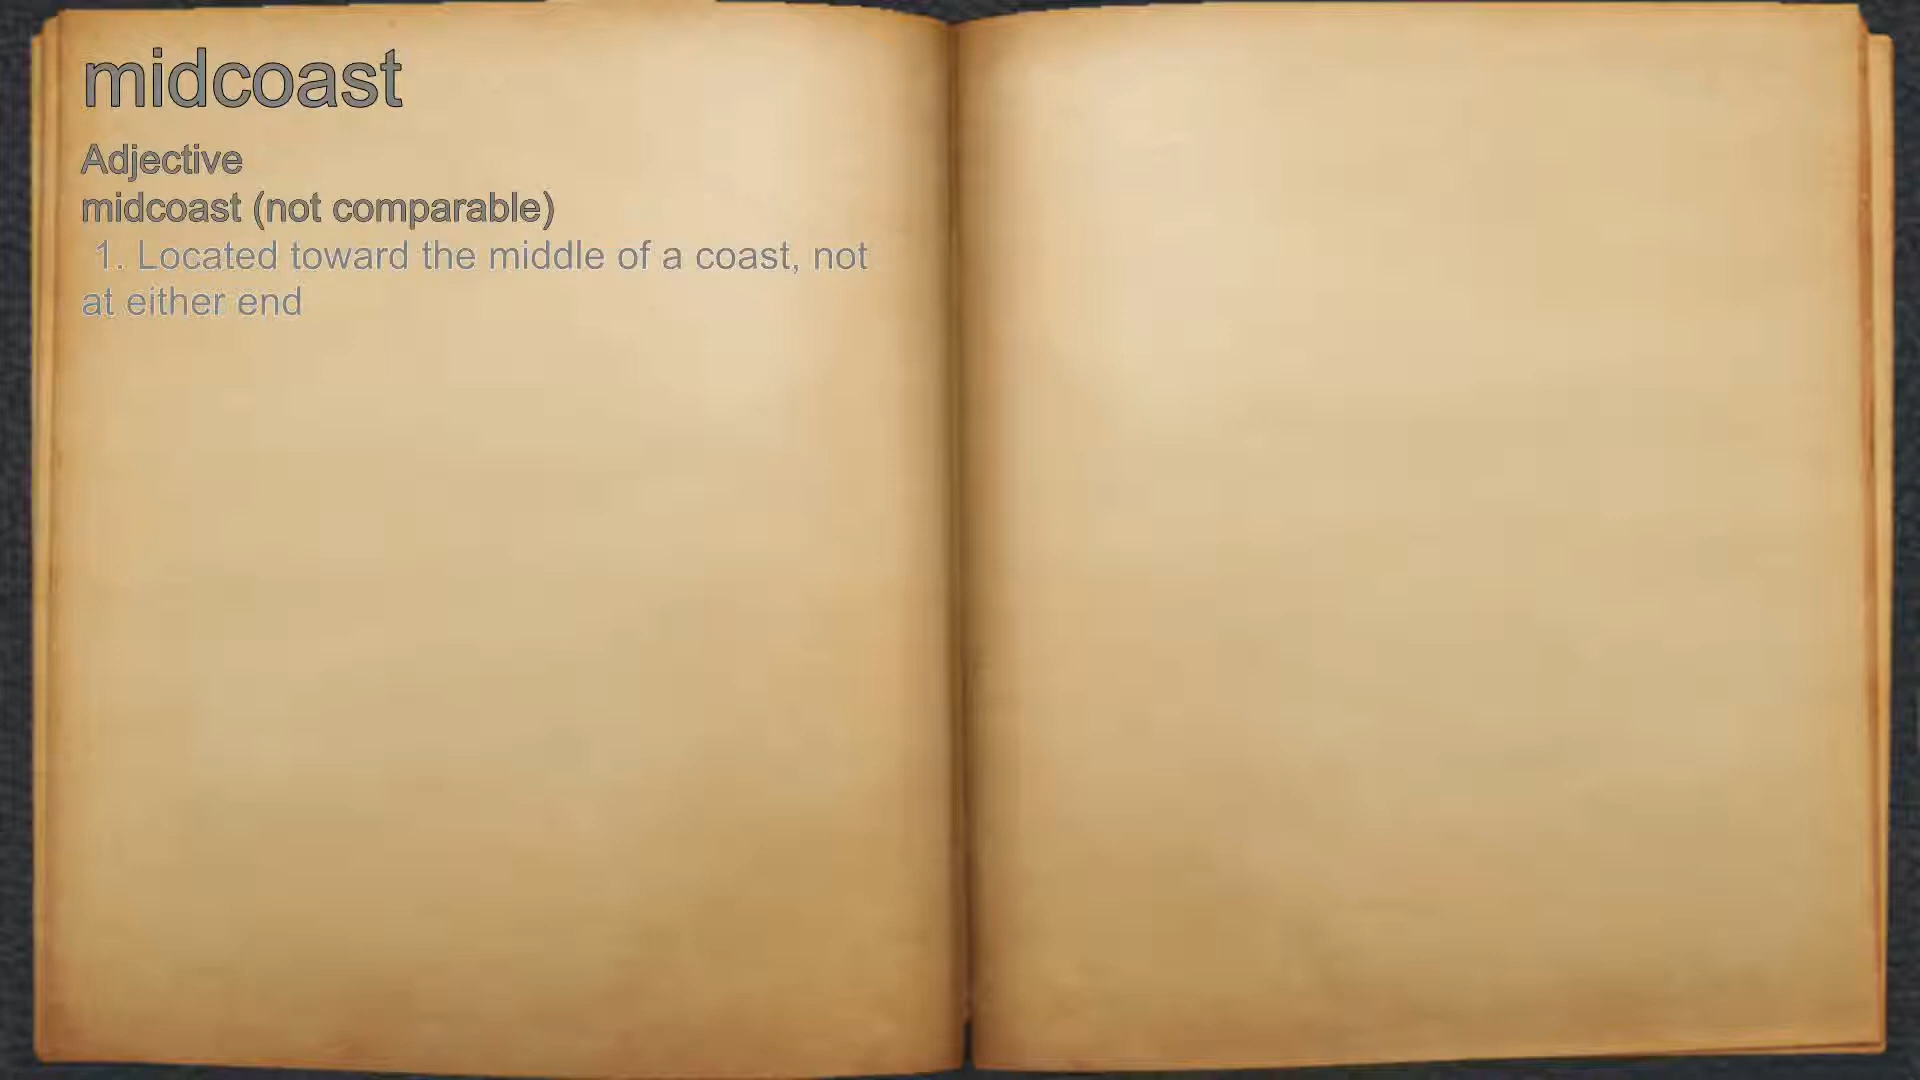 midcoast
Adjective
midcoast (not comparable)
1. Located toward the middle of a coast, not
at either end